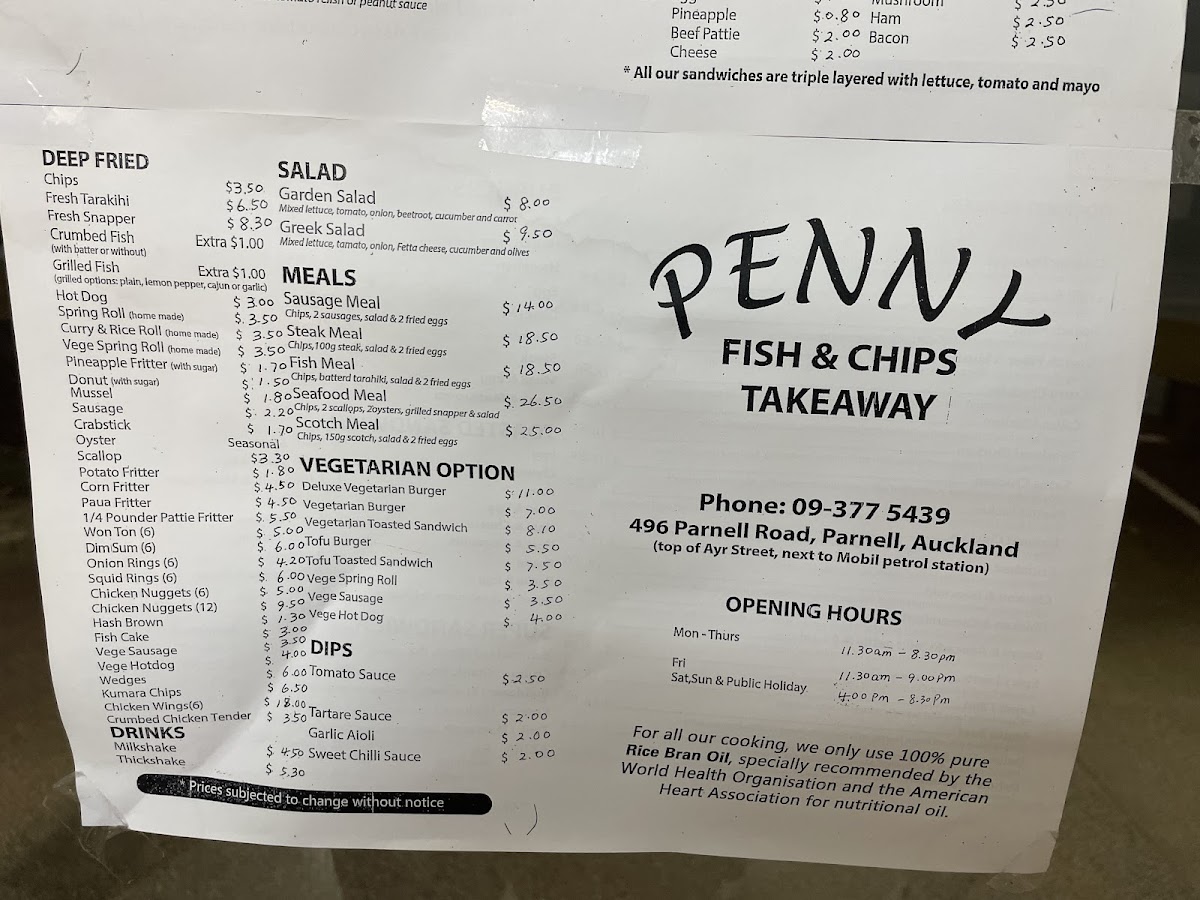 or peanut sauce
Pineapple $0.80
Beef Pattie $2.00
Cheese $2.00
Mushroom $2.50
Ham $2.50
Bacon $2.50
* All our sandwiches are triple layered with lettuce, tomato and mayo
DEEP FRIED
Chips $3.50
Fresh Tarakihi $6.50
Fresh Snapper $8.30
Crumbed Fish Extra $1.00
(with batter or without)
Grilled Fish Extra $1.00
(grilled options: plain, lemon pepper, cajun or garlic)
Hot Dog $3.00
Spring Roll (home made) $3.50
Curry & Rice Roll (home made) $3.50
Vege Spring Roll (home made) $3.50
Pineapple Fritter (with sugar) $1.70
Donut (with sugar) $1.50
Mussel $1.80
Sausage $2.20
Crabstick $1.70
Oyster Seasonal
Scallop $3.30
Potato Fritter $1.80
Corn Fritter $4.50
Paua Fritter $4.50
1/4 Pounder Pattie Fritter $5.50
Won Ton (6) $5.00
DimSum (6) $6.00
Onion Rings (6) $4.20
Squid Rings (6) $6.00
Chicken Nuggets (6) $5.00
Chicken Nuggets (12) $9.50
Hash Brown $1.30
Fish Cake $3.00
Vege Sausage $3.50
Vege Hotdog $4.00
Wedges $6.00
Kumara Chips $6.50
Chicken Wings(6) $18.00
Crumbed Chicken Tender $3.50
DRINKS
Milkshake $4.50
Thickshake $5.30
SALAD
Garden Salad $8.00
Mixed lettuce, tomato, onion, beetroot, cucumber and carrot
Greek Salad $9.50
Mixed lettuce, tamato, onion, Fetta cheese, cucumber and olives
MEALS
Sausage Meal $14.00
Chips, 2 sausages, salad & 2 fried eggs
Steak Meal $18.50
Chips,100g steak, salad & 2 fried eggs
Fish Meal $18.50
Chips, batterd tarahiki, salad & 2 fried eggs
Seafood Meal $26.50
Chips, 2 scallops, 2oysters, grilled snapper & salad
Scotch Meal $25.00
Chips, 150g scotch, salad & 2 fried eggs
VEGETARIAN OPTION
Deluxe Vegetarian Burger $11.00
Vegetarian Burger $7.00
Vegetarian Toasted Sandwich $8.10
Tofu Burger $5.50
Tofu Toasted Sandwich $7.50
Vege Spring Roll $3.50
Vege Sausage $3.50
Vege Hot Dog $4.00
DIPS
Tomato Sauce $2.50
Tartare Sauce $2.00
Garlic Aioli $2.00
Sweet Chilli Sauce $2.00
* Prices subjected to change without notice
PENNY
FISH & CHIPS
TAKEAWAY
Phone: 09-377 5439
496 Parnell Road, Parnell, Auckland
(top of Ayr Street, next to Mobil petrol station)
OPENING HOURS
Mon - Thurs 11.30am - 8.30pm
Fri 11.30am - 9.00pm
Sat,Sun & Public Holiday 4:00 pm - 8:30pm
For all our cooking, we only use 100% pure
Rice Bran Oil, specially recommended by the
World Health Organisation and the American
Heart Association for nutritional oil.